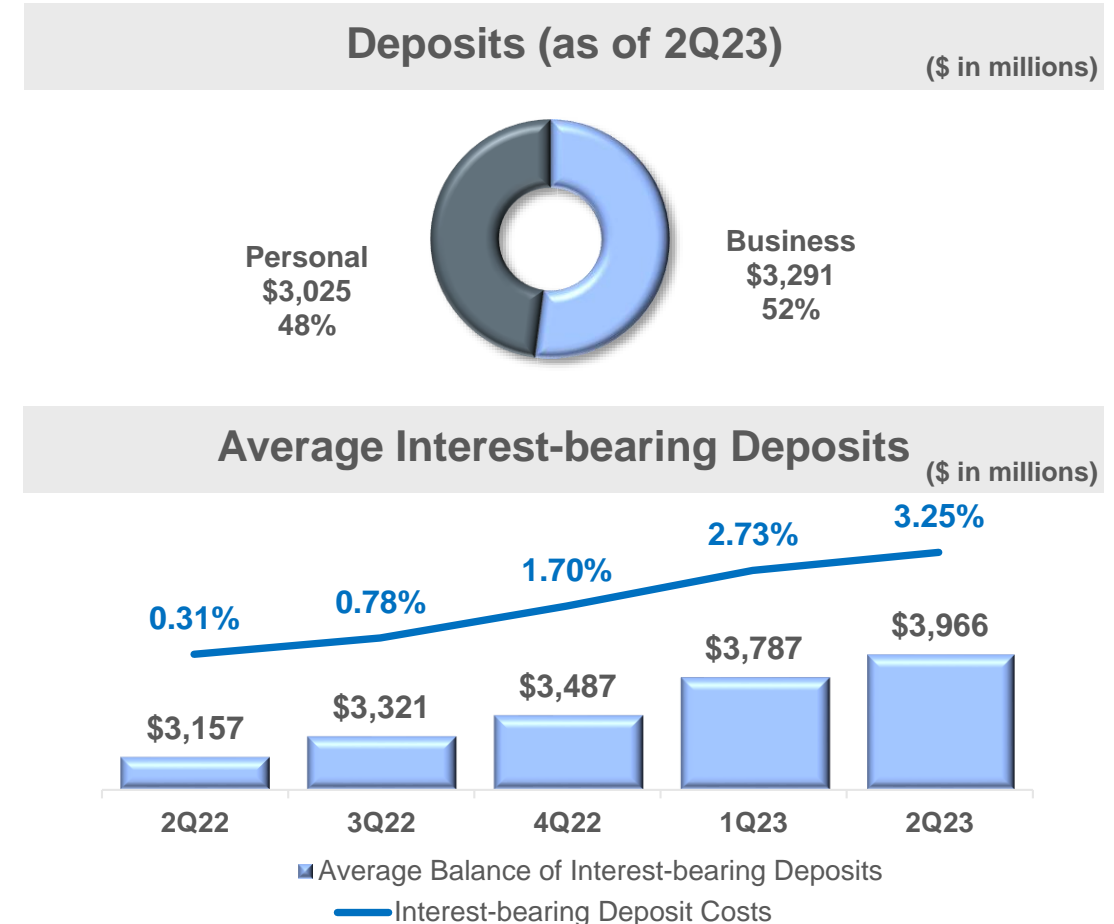 Deposits (as of 2Q23)
($ in millions)
Personal
$3,025
48%
Business
$3,291
52%
Average Interest-bearing Deposits
($ in millions)
0.31%
0.78%
1.70%
2.73%
3.25%
$3,157
$3,321
$3,487
$3,787
$3,966
2Q22
3Q22
4Q22
1Q23
2Q23
Average Balance of Interest-bearing Deposits
Interest-bearing Deposit Costs